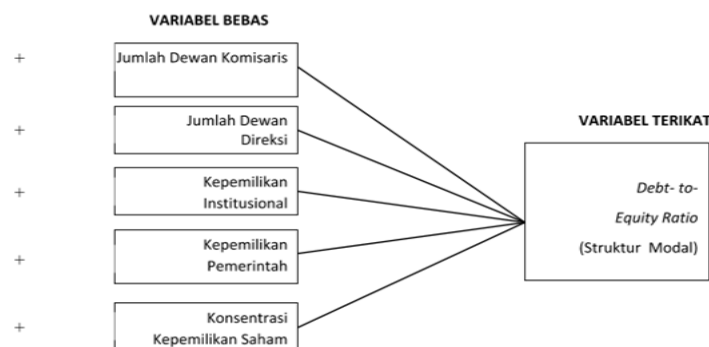 VARIABEL BEBAS
+
Jumlah Dewan Komisaris
+
Jumlah Dewan
Direksi
+
Kepemilikan
Institusional
+
Kepemilikan
Pemerintah
+
Konsentrasi
Kepemilikan Saham
VARIABEL TERIKAT
Debt- to-
Equity Ratio
(Struktur Modal)